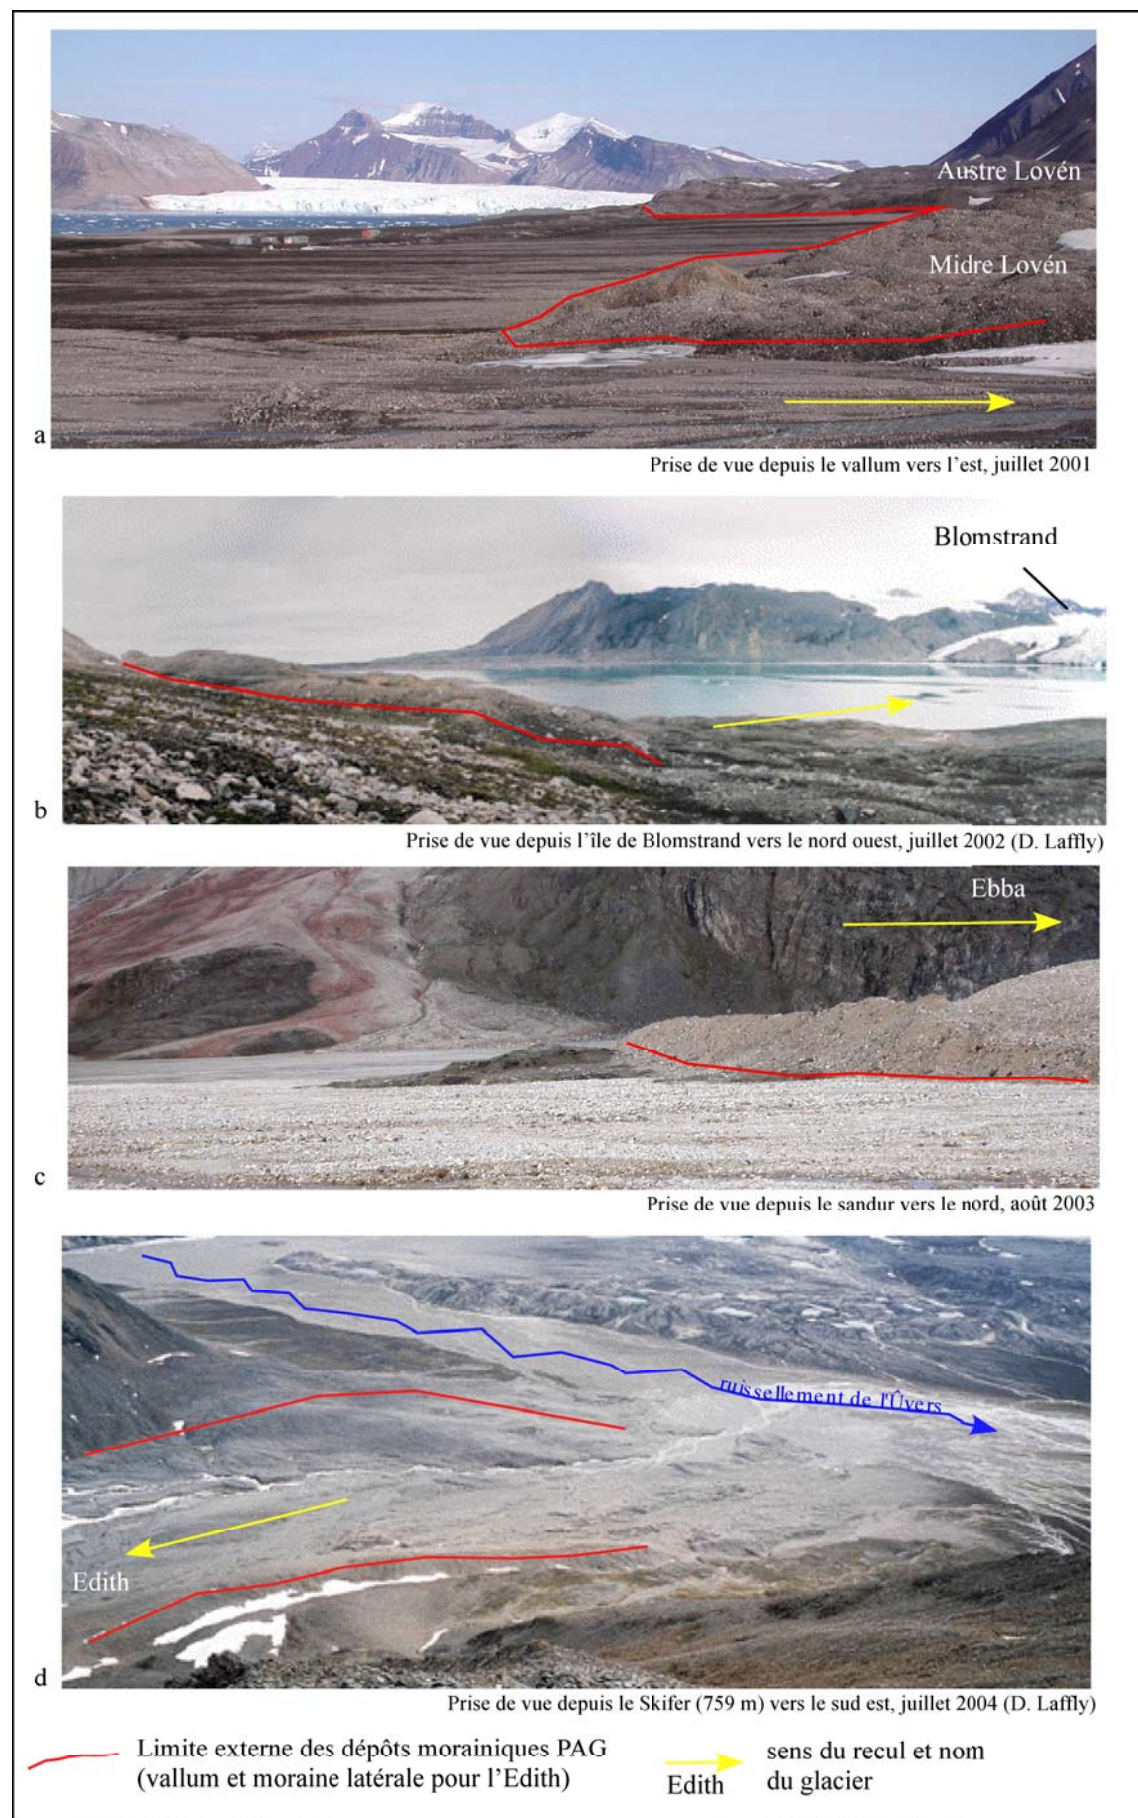 Austre Lovén
Midre Lovén
a
Prise de vue depuis le vallum vers l'est, juillet 2001
Blomstrand
b
Prise de vue depuis l'île de Blomstrand vers le nord ouest, juillet 2002 (D. Laffly)
Ebba
c
Prise de vue depuis le sandur vers le nord, août 2003
ruissellement de l'Ûvers
Edith
d
Prise de vue depuis le Skifer (759 m) vers le sud est, juillet 2004 (D. Laffly)
Limite externe des dépôts morainiques PAG
(vallum et moraine latérale pour l'Edith)
Edith
sens du recul et nom
du glacier